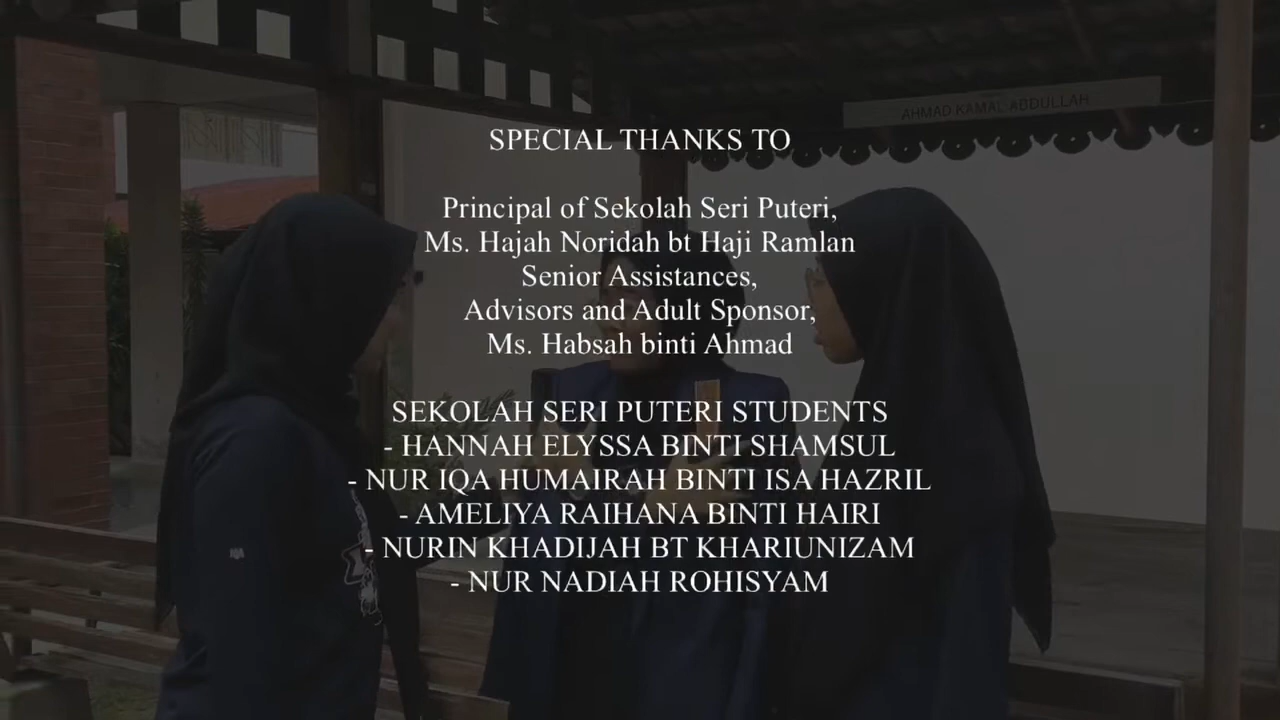 AHMAD KAMAL ABDULLAH
SPECIAL THANKS TO
Principal of Sekolah Seri Puteri,
Ms. Hajah Noridah bt Haji Ramlan
Senior Assistances,
Advisors and Adult Sponsor,
Ms. Habsah binti Ahmad
SEKOLAH SERI PUTERI STUDENTS
- HANNAH ELYSSA BINTI SHAMSUL
- NUR IQA HUMAIRAH BINTI ISA HAZRIL
- AMELIYA RAIHANA BINTI HAIRI
- NURIN KHADIJAH BT KHARIUNIZAM
- NUR NADIAH ROHISYAM